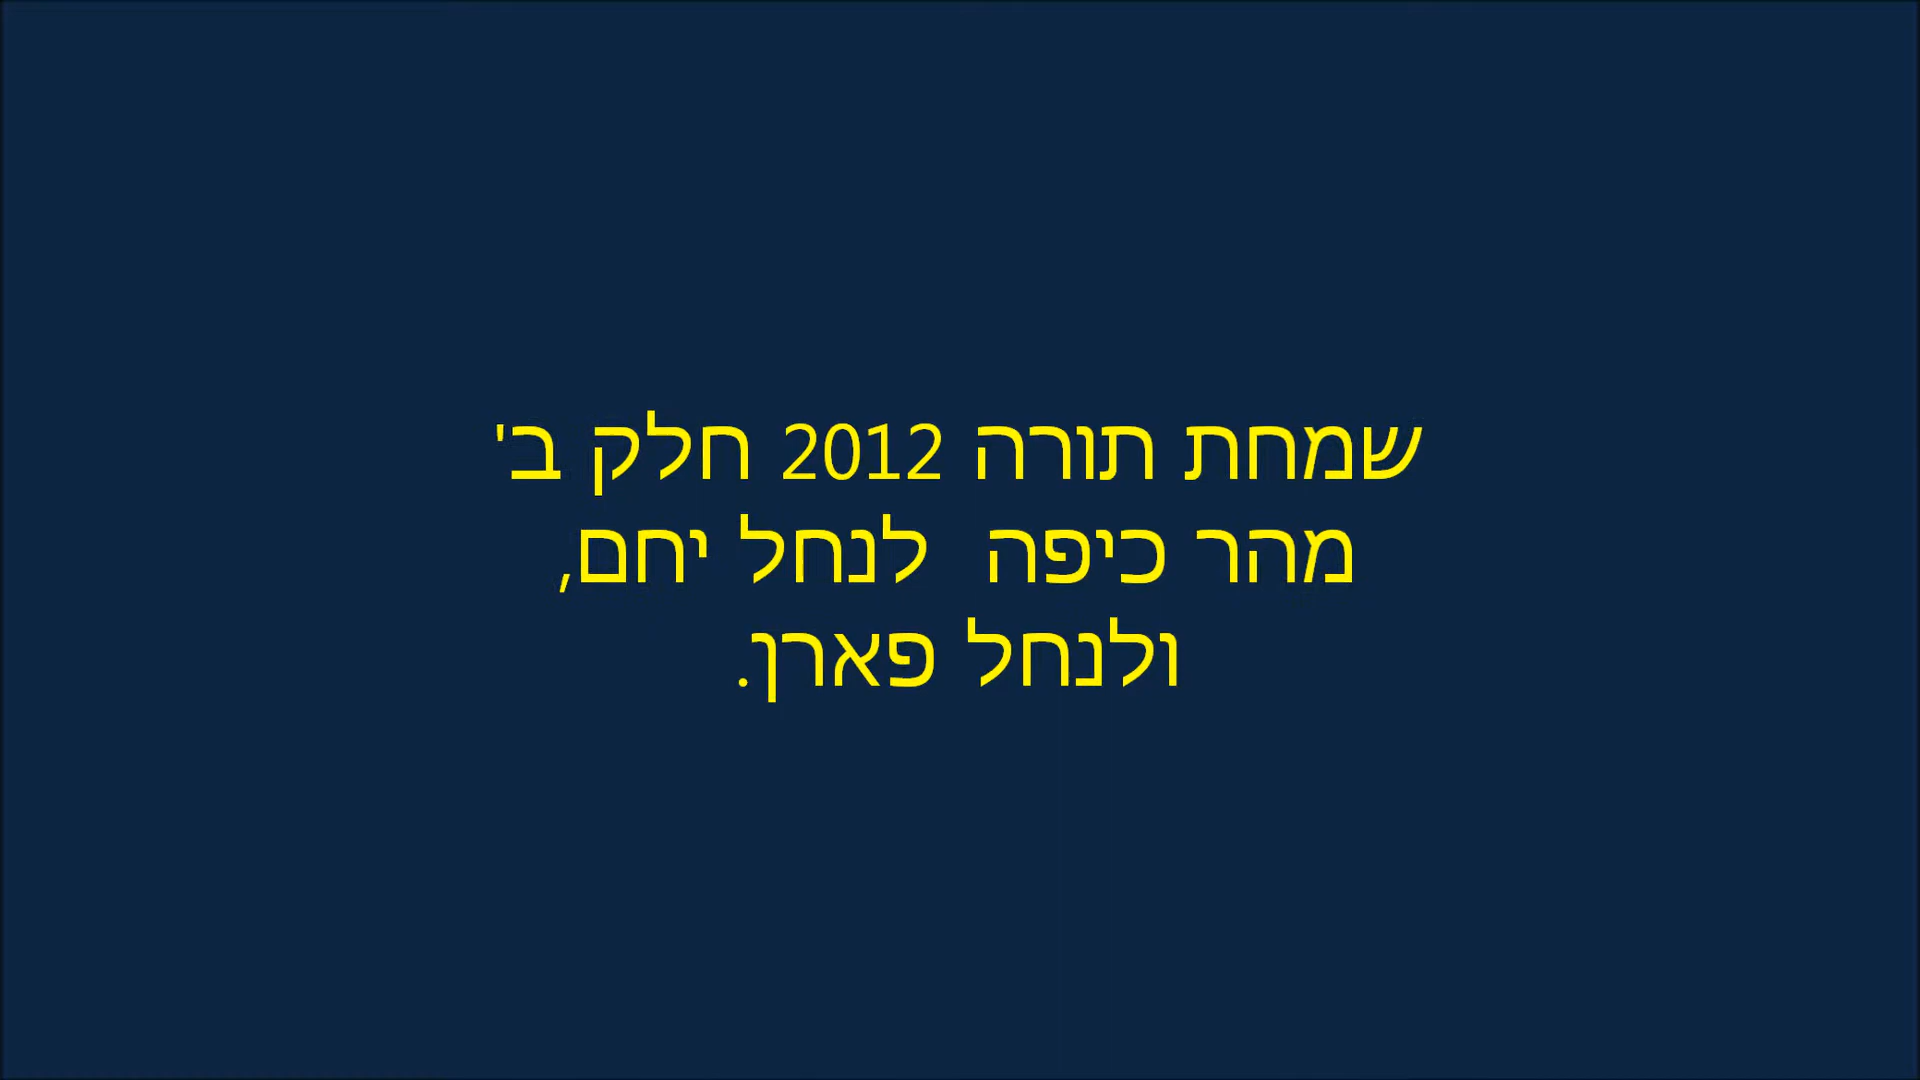 שמחת תורה 2012 חלק ב'
מהר כיפה  לנחל יחם,
ולנחל פארן.